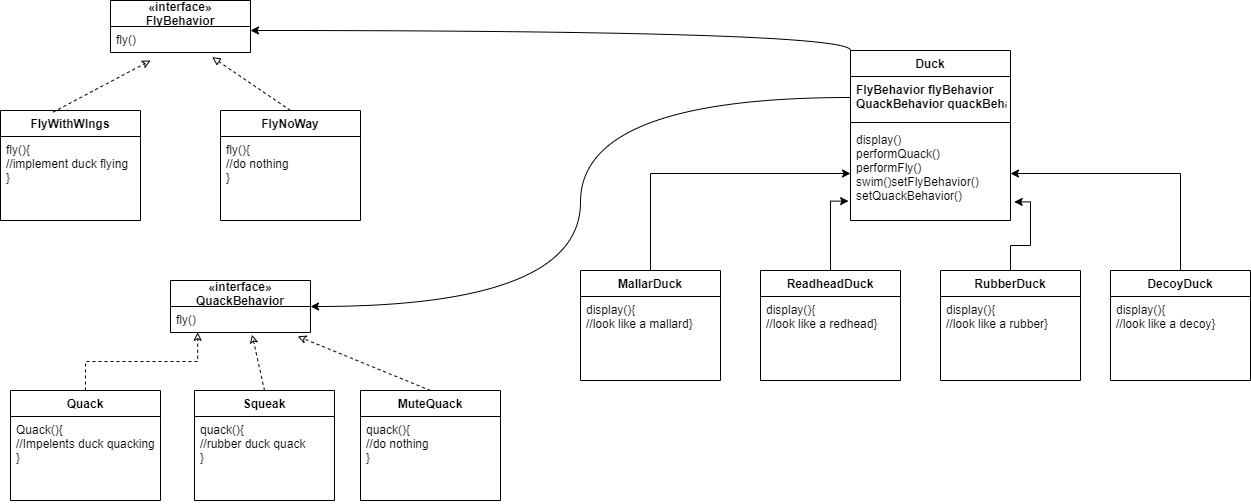 «interface»
FlyBehavior
fly()
FlyWithWIngs
fly(){
//implement duck flying
}
FlyNoWay
fly(){
//do nothing
}
Duck
FlyBehavior flyBehavior
QuackBehavior quackBeha
display()
performQuack()
performFly()
swim()setFlyBehavior()
setQuackBehavior()
«interface»
QuackBehavior
fly()
MallarDuck
display(){
//look like a mallard}
ReadheadDuck
display(){
//look like a redhead}
RubberDuck
display(){
//look like a rubber}
DecoyDuck
display(){
//look like a decoy}
Quack
Quack(){
//Impelents duck quacking
}
Squeak
quack(){
//rubber duck quack
}
MuteQuack
quack(){
//do nothing
}